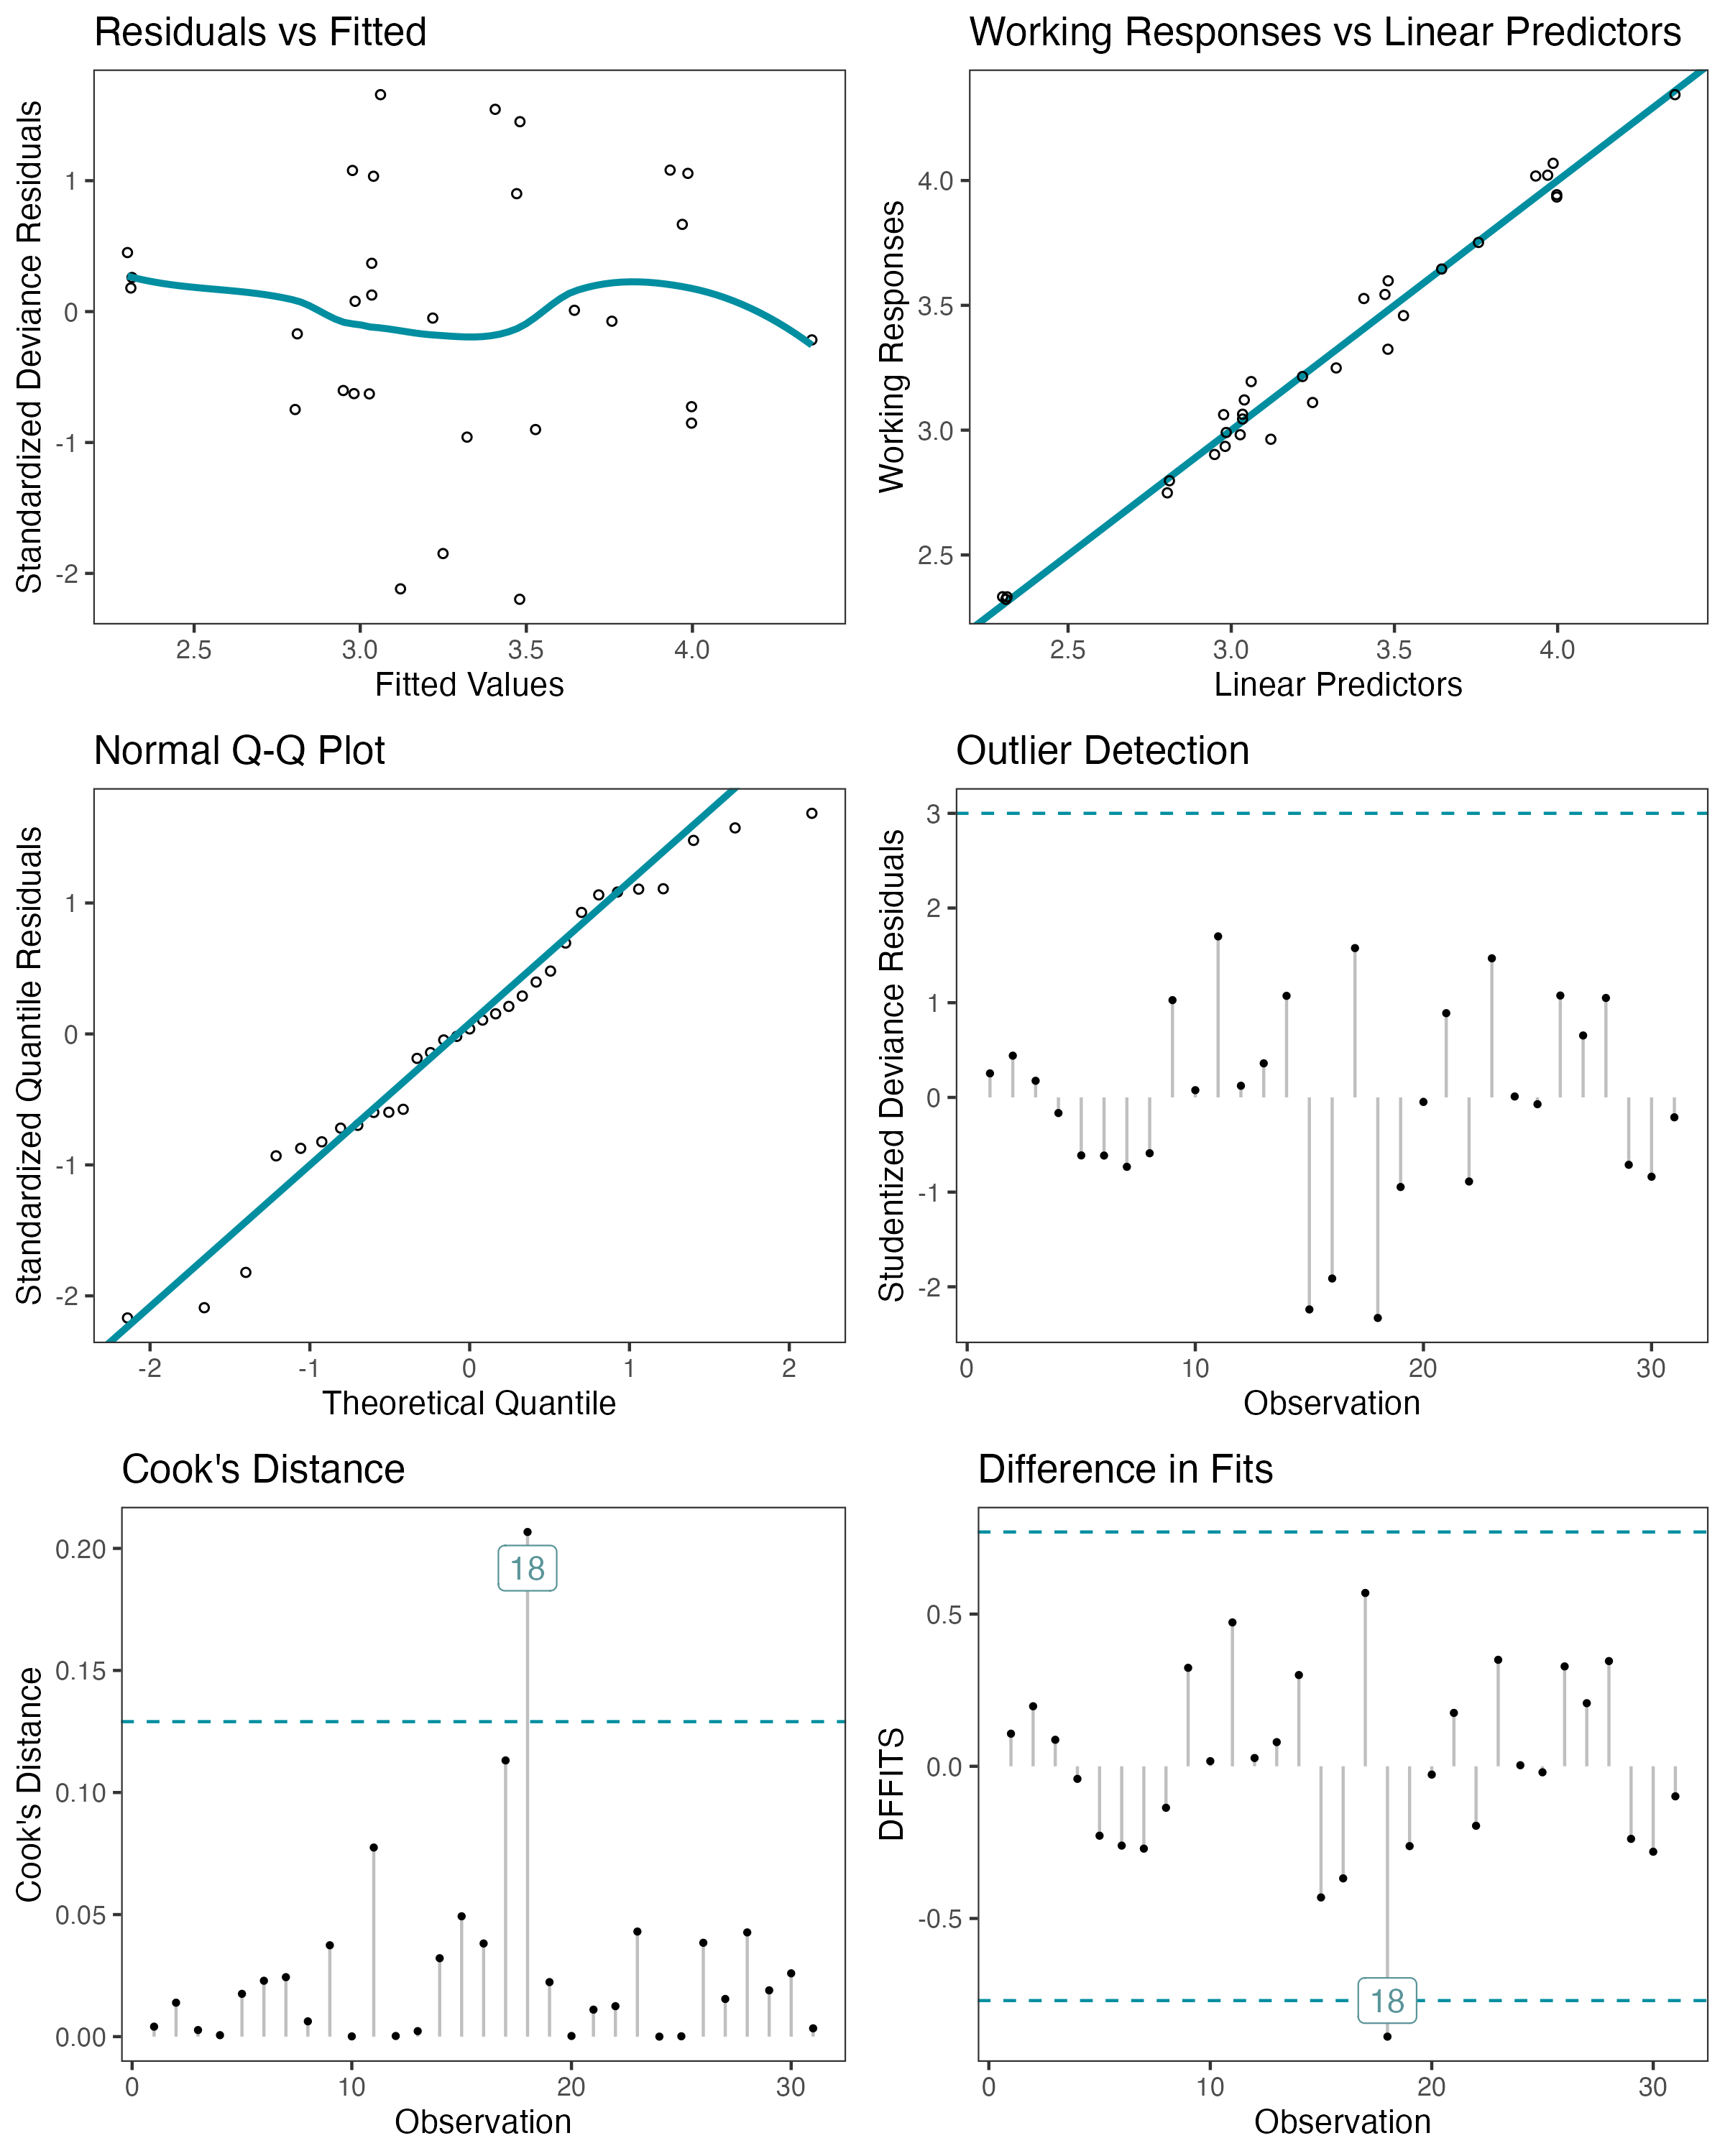 Residuals vs Fitted
Standardized Deviance Residuals
1
0
-1
-2
2.5 3.0 3.5 4.0
Fitted Values
Working Responses vs Linear Predictors
Working Responses
4.0
3.5
3.0
2.5
2.5 3.0 3.5 4.0
Linear Predictors
Normal Q-Q Plot
Standardized Quantile Residuals
1
0
-1
-2
-2 -1 0 1 2
Theoretical Quantile
Outlier Detection
Studentized Deviance Residuals
3
2
1
0
-1
-2
0 10 20 30
Observation
Cook's Distance
Cook's Distance
0.20
0.15
0.10
0.05
0.00
18
0 10 20 30
Observation
Difference in Fits
DFFITS
0.5
0.0
-0.5
18
0 10 20 30
Observation